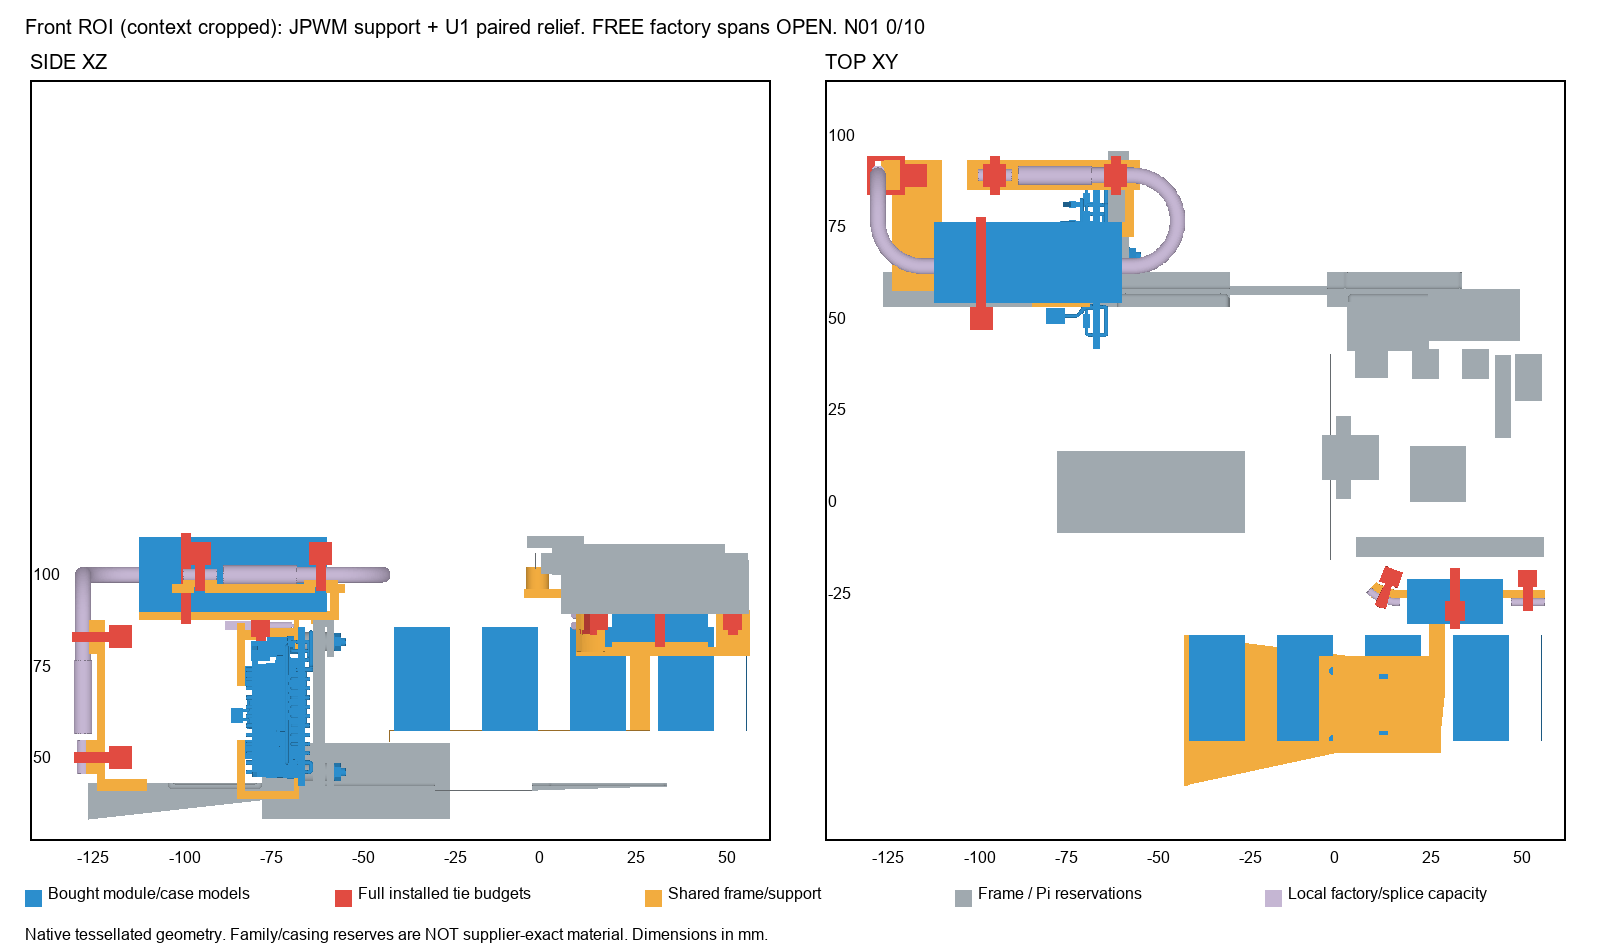 Front ROI (context cropped): JPWM support + U1 paired relief. FREE factory spans OPEN. N01 0/10
SIDE XZ
TOP XY
100
75
50
-125 -100 -75 -50 -25 0 25 50
100
75
50
25
0
-25
-125 -100 -75 -50 -25 0 25 50
Bought module/case models
Full installed tie budgets
Shared frame/support
Frame / Pi reservations
Local factory/splice capacity
Native tessellated geometry. Family/casing reserves are NOT supplier-exact material. Dimensions in mm.